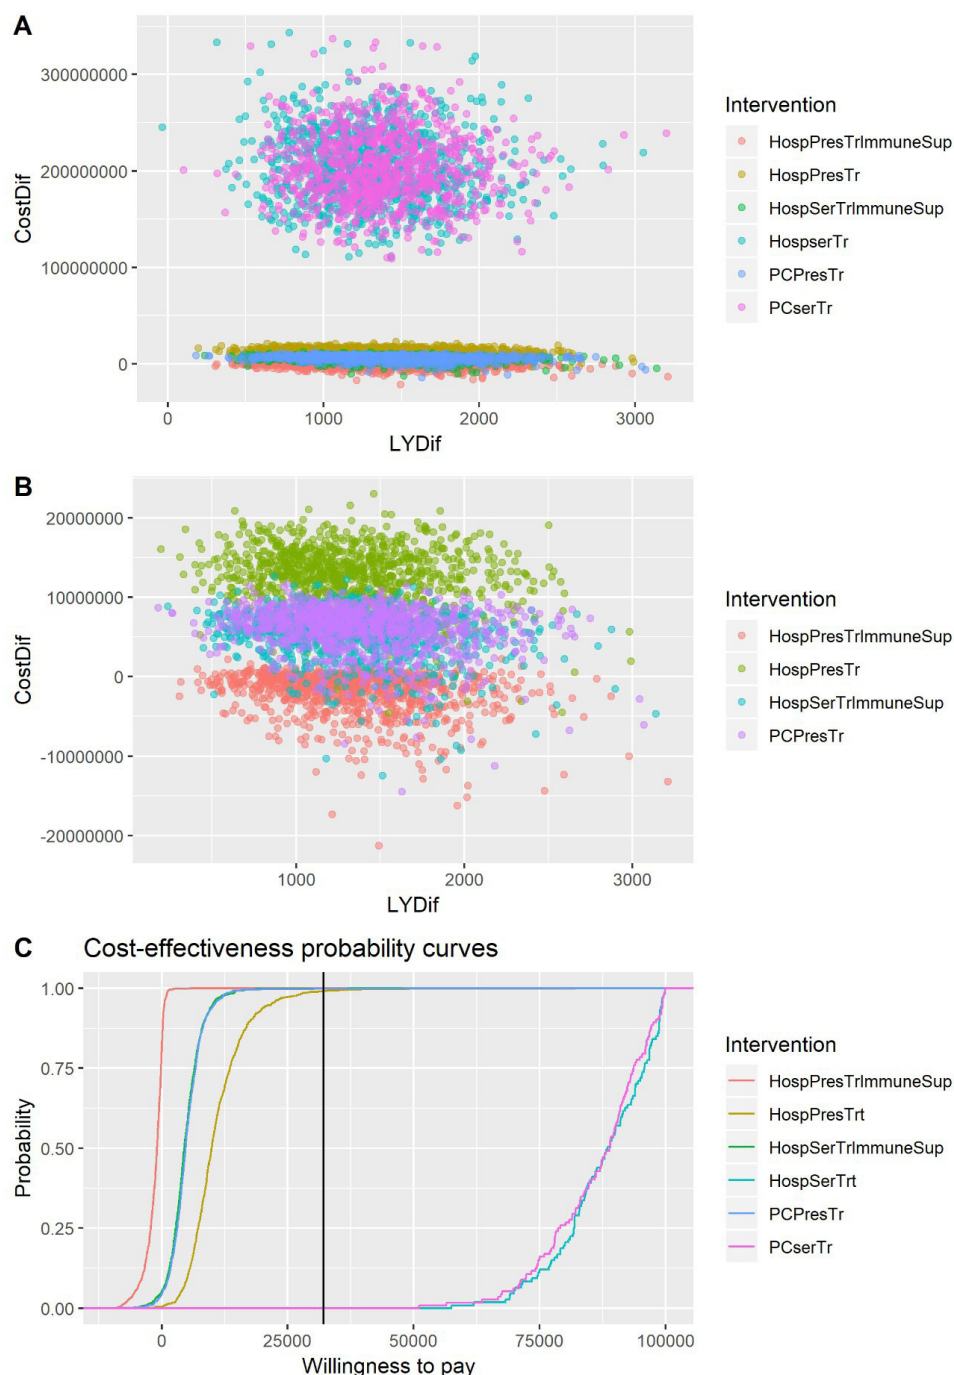 A
CostDif
300000000
200000000
100000000
0
0 1000 2000 3000
LYDif
Intervention
HospPresTrImmuneSup
HospPresTr
HospSerTrImmuneSup
HospserTr
PCPresTr
PCserTr
B
CostDif
20000000
10000000
0
-10000000
-20000000
1000 2000 3000
LYDif
Intervention
HospPresTrImmuneSup
HospPresTr
HospSerTrImmuneSup
PCPresTr
C Cost-effectiveness probability curves
Probability
1.00
0.75
0.50
0.25
0.00
0 25000 50000 75000 100000
Willingness to pay
Intervention
HospPresTrImmuneSup
HospPresTrt
HospSerTrImmuneSup
HospSerTrt
PCPresTr
PCserTr